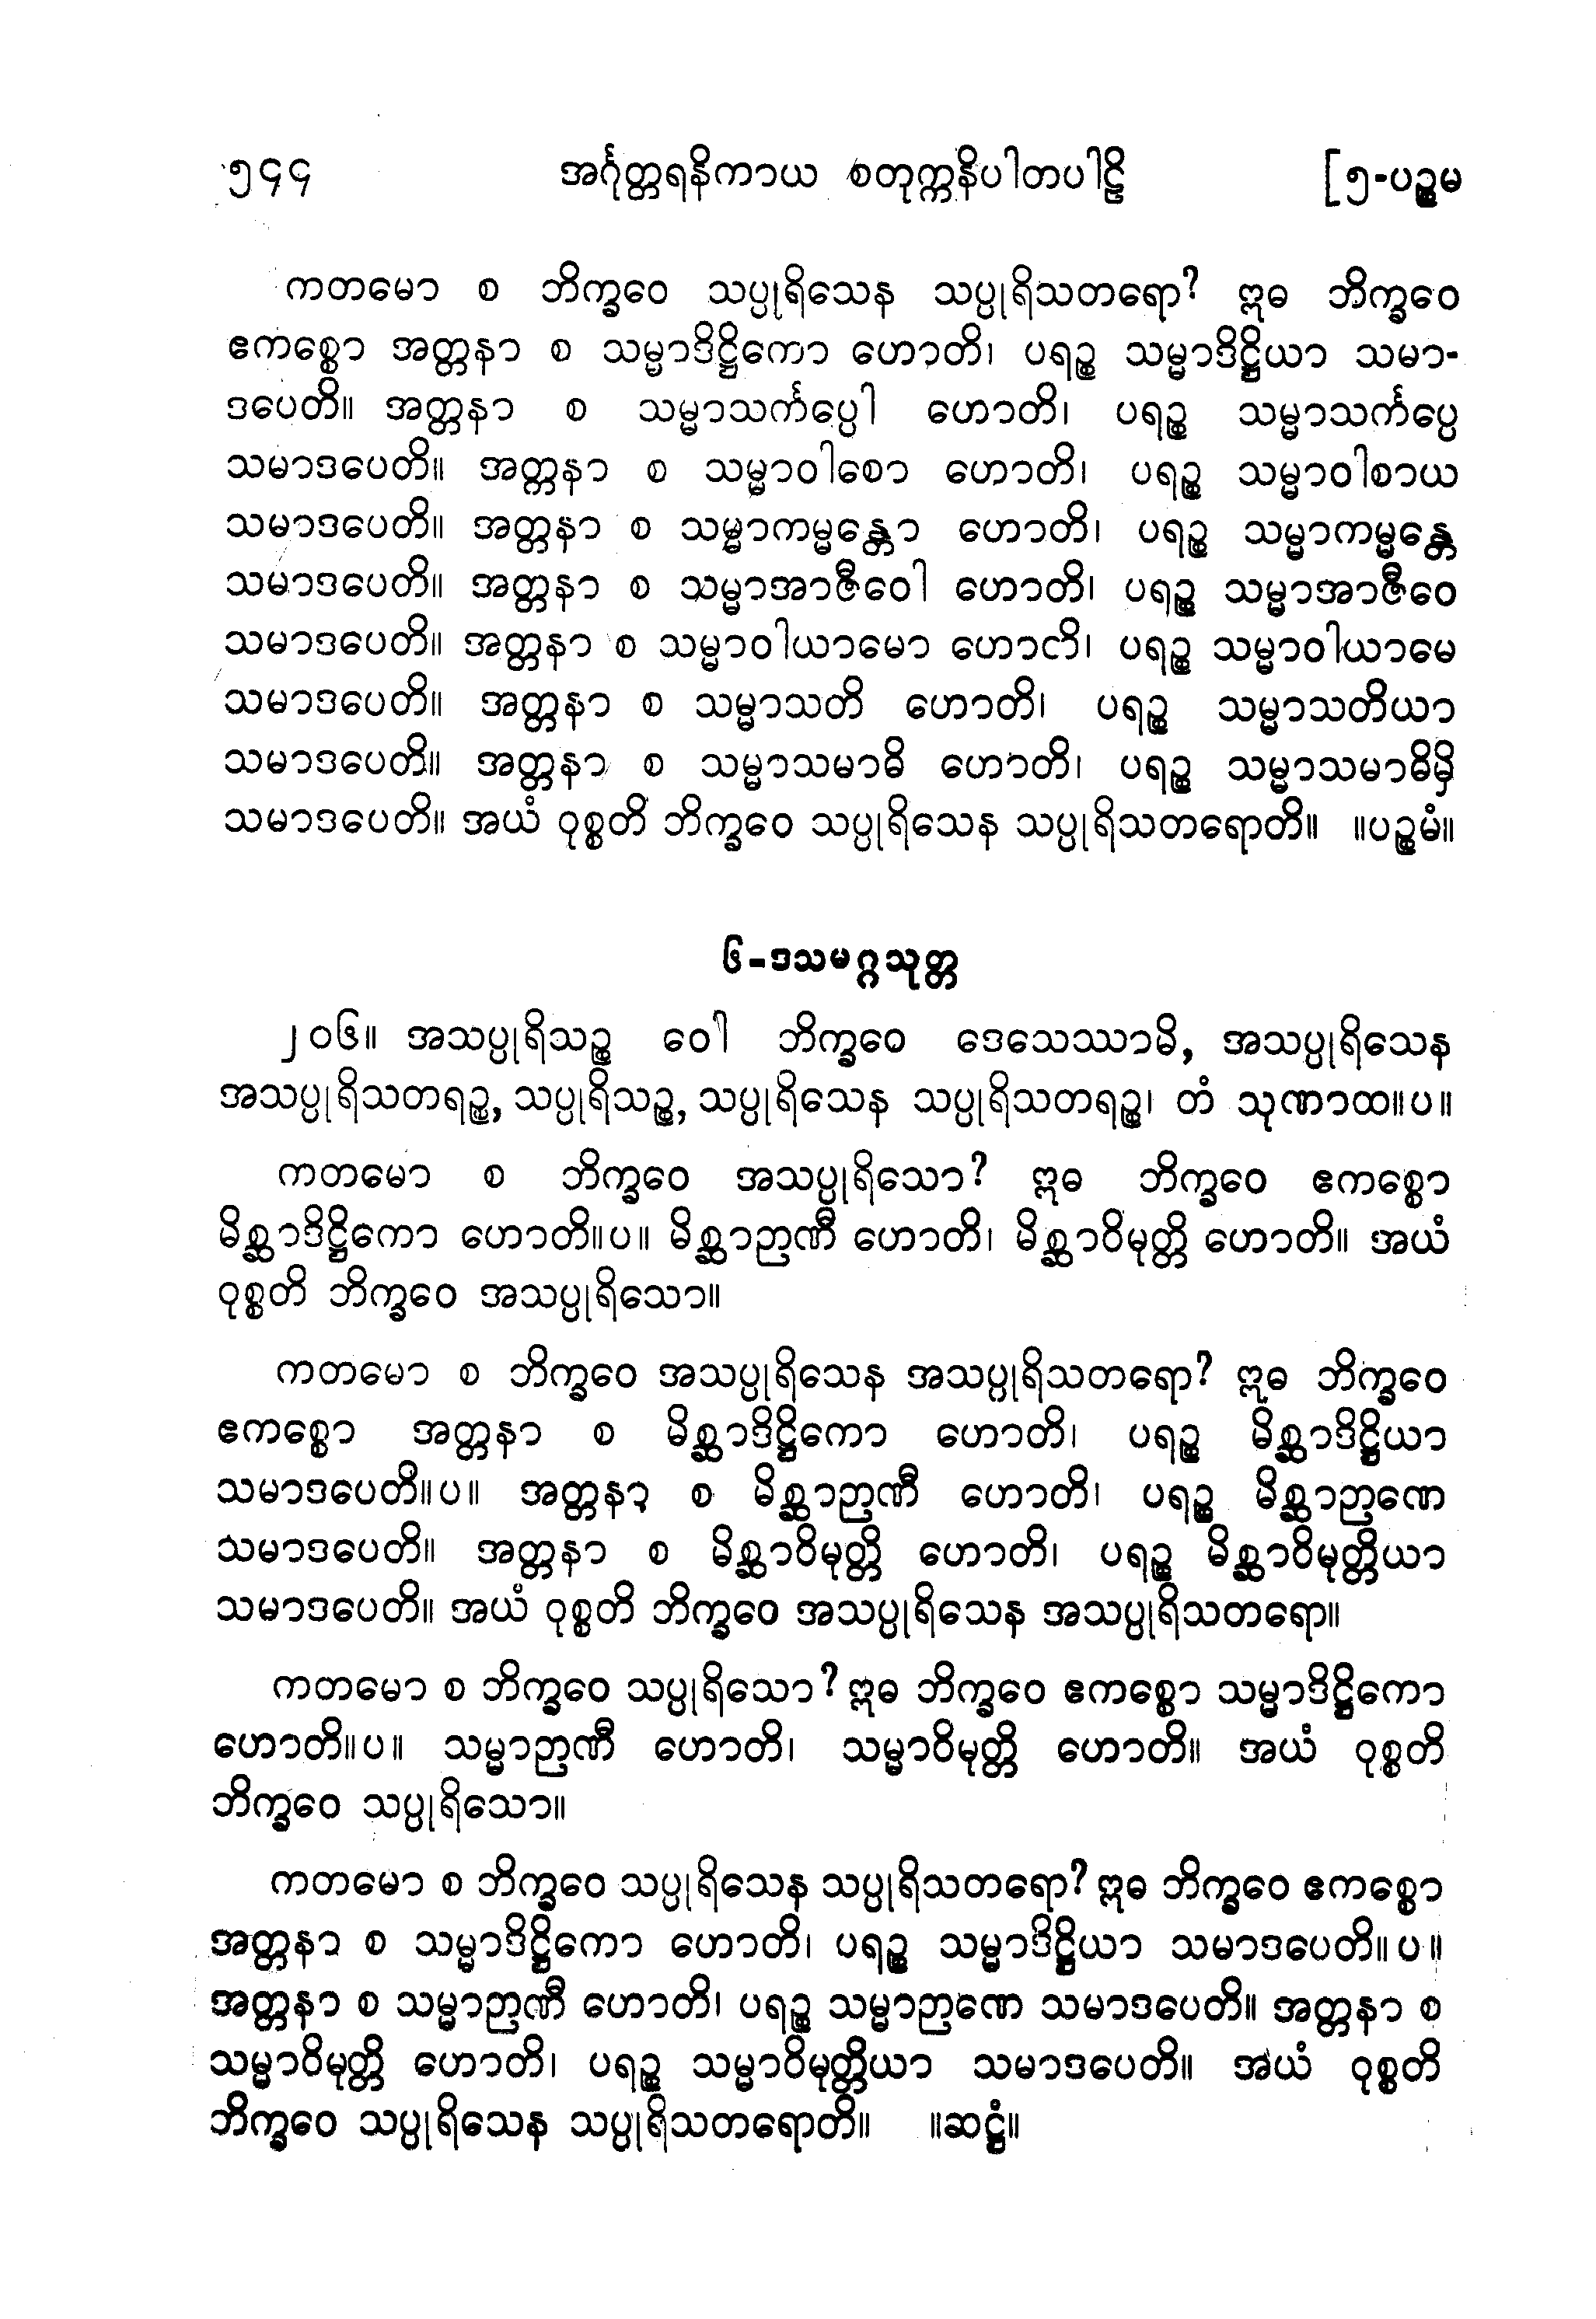 ၅၄၄ အင်္ဂုတ္တရနိကာယ စတုက္ကနိပါတပါဠိ [၅-ပဉ္စမ
ကတမော စ ဘိက္ခဝေ သပ္ပုရိသေန သပ္ပုရိသတရော? ဣဓ ဘိက္ခဝေ
ဧကစ္စော အတ္တနာ စ သမ္မာဒိဋ္ဌိကော ဟောတိ၊ ပရဉ္စ သမ္မာဒိဋ္ဌိယာ သမာ-
ဒပေတိ။ အတ္တနာ စ သမ္မာသင်္ကပ္ပေါ ဟောတိ၊ ပရဉ္စ သမ္မာသင်္ကပ္ပေ
သမာဒပေတိ။ အတ္တနာ စ သမ္မာဝါစော ဟောတိ၊ ပရဉ္စ သမ္မာဝါစာယ
သမာဒပေတိ။ အတ္တနာ စ သမ္မာကမ္မန္တော ဟောတိ၊ ပရဉ္စ သမ္မာကမ္မန္တေ
သမာဒပေတိ။ အတ္တနာ စ သမ္မာအာဇီဝေါ ဟောတိ၊ ပရဉ္စ သမ္မာအာဇီဝေ
သမာဒပေတိ။ အတ္တနာ စ သမ္မာဝါယာမော ဟောတိ၊ ပရဉ္စ သမ္မာဝါယာမေ
သမာဒပေတိ။ အတ္တနာ စ သမ္မာသတိ ဟောတိ၊ ပရဉ္စ သမ္မာသတိယာ
သမာဒပေတိ။ အတ္တနာ စ သမ္မာသမာဓိ ဟောတိ၊ ပရဉ္စ သမ္မာသမာဓိမှိ
သမာဒပေတိ။ အယံ ဝုစ္စတိ ဘိက္ခဝေ သပ္ပုရိသေန သပ္ပုရိသတရောတိ။ ။ပဉ္စမံ။
၆-ဒသမဂ္ဂသုတ္တ
၂၀၆။ အသပ္ပုရိသဉ္စ ဝေါ ဘိက္ခဝေ ဒေသေဿာမိ, အသပ္ပုရိသေန
အသပ္ပုရိသတရဉ္စ, သပ္ပုရိသဉ္စ, သပ္ပုရိသေန သပ္ပုရိသတရဉ္စ၊ တံ သုဏာထ။ပ။
ကတမော စ ဘိက္ခဝေ အသပ္ပုရိသော? ဣဓ ဘိက္ခဝေ ဧကစ္စော
မိစ္ဆာဒိဋ္ဌိကော ဟောတိ။ပ။ မိစ္ဆာဉာဏီ ဟောတိ၊ မိစ္ဆာဝိမုတ္တိ ဟောတိ။ အယံ
ဝုစ္စတိ ဘိက္ခဝေ အသပ္ပုရိသော။
ကတမော စ ဘိက္ခဝေ အသပ္ပုရိသေန အသပ္ပုရိသတရော? ဣဓ ဘိက္ခဝေ
ဧကစ္စော အတ္တနာ စ မိစ္ဆာဒိဋ္ဌိကော ဟောတိ၊ ပရဉ္စ မိစ္ဆာဒိဋ္ဌိယာ
သမာဒပေတိ။ပ။ အတ္တနာ စ မိစ္ဆာဉာဏီ ဟောတိ၊ ပရဉ္စ မိစ္ဆာဉာဏေ
သမာဒပေတိ။ အတ္တနာ စ မိစ္ဆာဝိမုတ္တိ ဟောတိ၊ ပရဉ္စ မိစ္ဆာဝိမုတ္တိယာ
သမာဒပေတိ။ အယံ ဝုစ္စတိ ဘိက္ခဝေ အသပ္ပုရိသေန အသပ္ပုရိသတရော။
ကတမော စ ဘိက္ခဝေ သပ္ပုရိသော? ဣဓ ဘိက္ခဝေ ဧကစ္စော သမ္မာဒိဋ္ဌိကော
ဟောတိ။ပ။ သမ္မာဉာဏီ ဟောတိ၊ သမ္မာဝိမုတ္တိ ဟောတိ။ အယံ ဝုစ္စတိ
ဘိက္ခဝေ သပ္ပုရိသော။
ကတမော စ ဘိက္ခဝေ သပ္ပုရိသေန သပ္ပုရိသတရော? ဣဓ ဘိက္ခဝေ ဧကစ္စော
အတ္တနာ စ သမ္မာဒိဋ္ဌိကော ဟောတိ၊ ပရဉ္စ သမ္မာဒိဋ္ဌိယာ သမာဒပေတိ။ပ။
အတ္တနာ စ သမ္မာဉာဏီ ဟောတိ၊ ပရဉ္စ သမ္မာဉာဏေ သမာဒပေတိ။ အတ္တနာ စ
သမ္မာဝိမုတ္တိ ဟောတိ၊ ပရဉ္စ သမ္မာဝိမုတ္တိယာ သမာဒပေတိ။ အယံ ဝုစ္စတိ
ဘိက္ခဝေ သပ္ပုရိသေန သပ္ပုရိသတရောတိ။ ။ဆဋ္ဌံ။